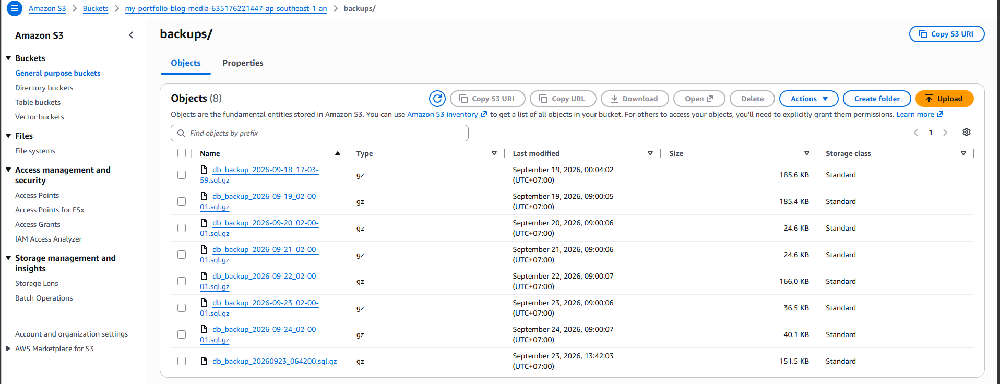 Amazon S3 > Buckets > my-portfolio-blog-media-635176221447-ap-southeast-1-an > backups/
Amazon S3
Buckets
General purpose buckets
Directory buckets
Table buckets
Vector buckets
Files
File systems
Access management and
security
Access Points
Access Points for FSx
Access Grants
IAM Access Analyzer
Storage management and
insights
Storage Lens
Batch Operations
Account and organization settings
AWS Marketplace for S3
backups/
Copy S3 URI
Objects Properties
Objects (8)
Copy S3 URI Copy URL Download Open Delete Actions Create folder Upload
Objects are the fundamental entities stored in Amazon S3. You can use Amazon S3 inventory to get a list of all objects in your bucket. For others to access your objects, you'll need to explicitly grant them permissions. Learn more
Find objects by prefix
1
Name Type Last modified Size Storage class
db_backup_2026-09-18_17-03-
59.sql.gz
gz
September 19, 2026, 00:04:02
(UTC+07:00)
185.6 KB
Standard
db_backup_2026-09-19_02-00-
01.sql.gz
gz
September 19, 2026, 09:00:05
(UTC+07:00)
185.4 KB
Standard
db_backup_2026-09-20_02-00-
01.sql.gz
gz
September 20, 2026, 09:00:06
(UTC+07:00)
24.6 KB
Standard
db_backup_2026-09-21_02-00-
01.sql.gz
gz
September 21, 2026, 09:00:06
(UTC+07:00)
24.6 KB
Standard
db_backup_2026-09-22_02-00-
01.sql.gz
gz
September 22, 2026, 09:00:07
(UTC+07:00)
166.0 KB
Standard
db_backup_2026-09-23_02-00-
01.sql.gz
gz
September 23, 2026, 09:00:06
(UTC+07:00)
36.5 KB
Standard
db_backup_2026-09-24_02-00-
01.sql.gz
gz
September 24, 2026, 09:00:07
(UTC+07:00)
40.1 KB
Standard
db_backup_20260923_064200.sql.gz
gz
September 23, 2026, 13:42:03
(UTC+07:00)
151.5 KB
Standard